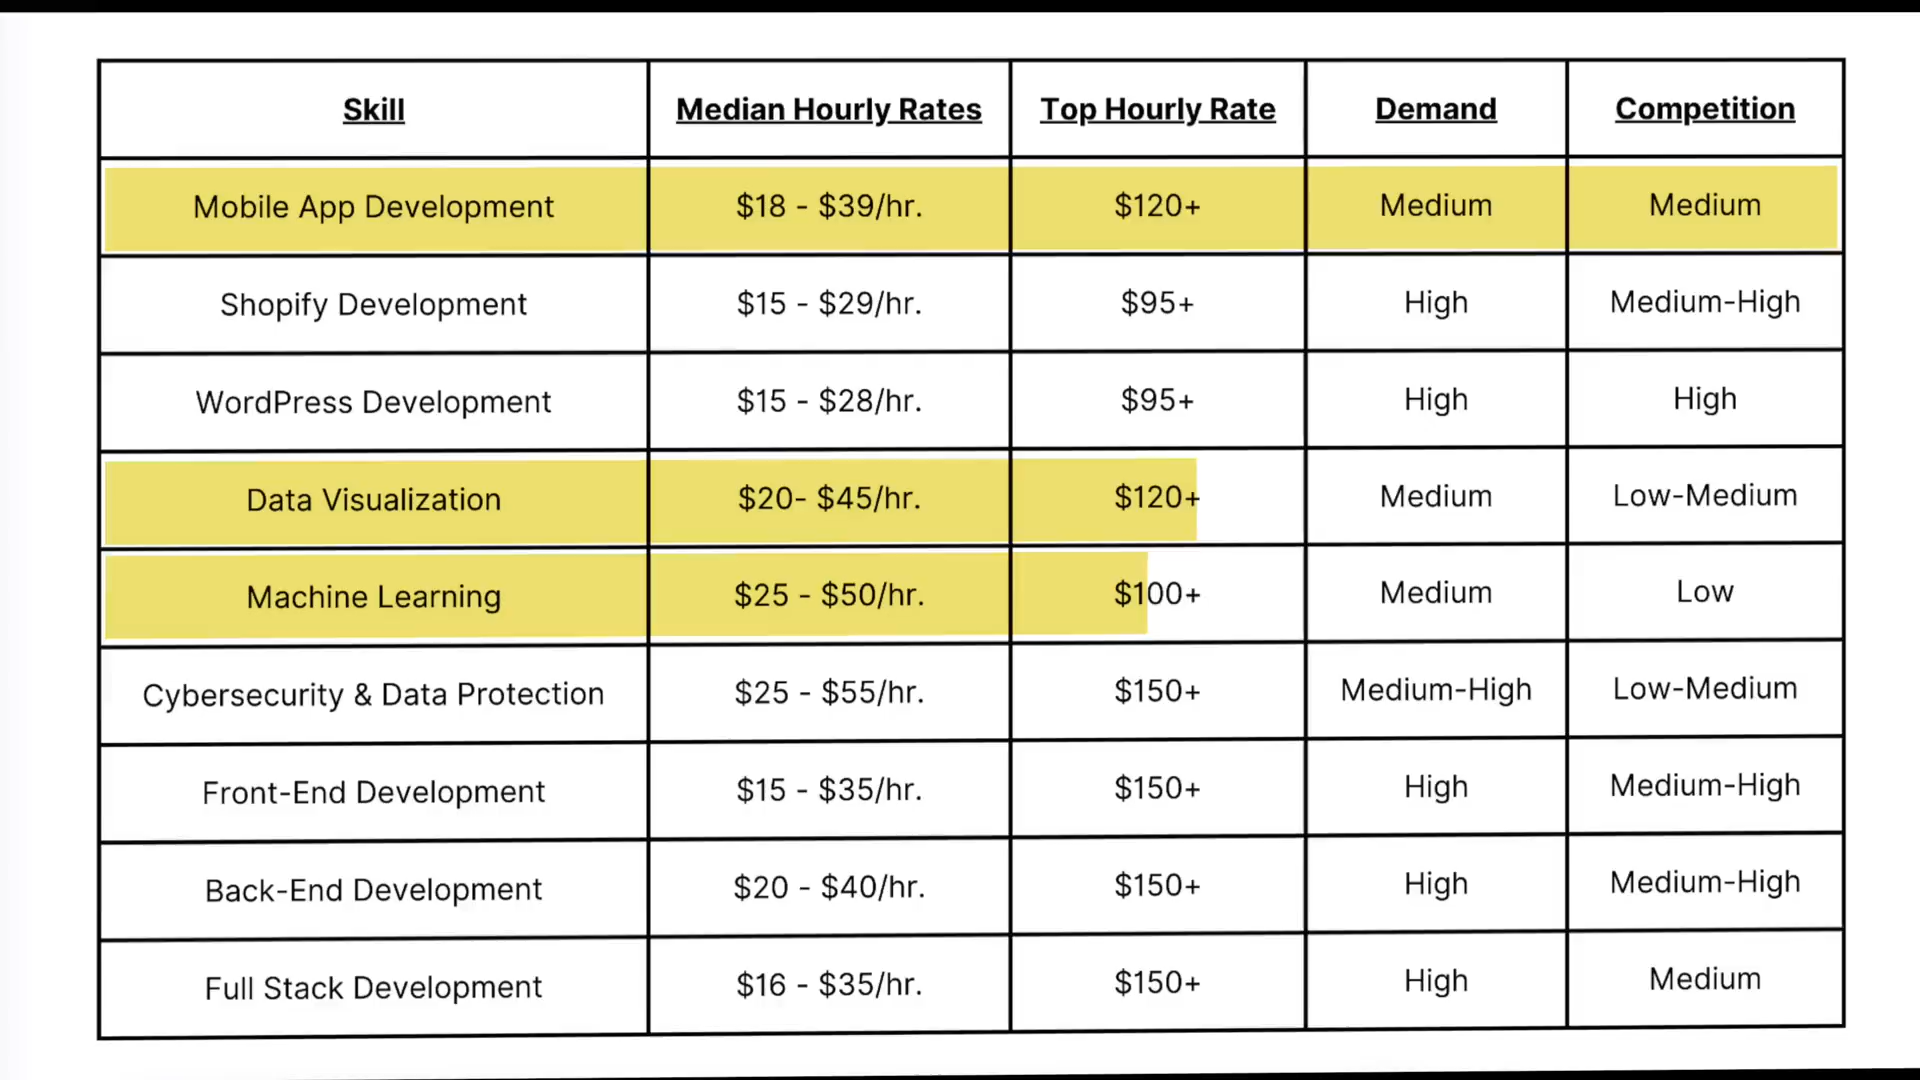 Skill Median Hourly Rates Top Hourly Rate Demand Competition
Mobile App Development $18 - $39/hr. $120+ Medium Medium
Shopify Development $15 - $29/hr. $95+ High Medium-High
WordPress Development $15 - $28/hr. $95+ High High
Data Visualization $20- $45/hr. $120+ Medium Low-Medium
Machine Learning $25 - $50/hr. $100+ Medium Low
Cybersecurity & Data Protection $25 - $55/hr. $150+ Medium-High Low-Medium
Front-End Development $15 - $35/hr. $150+ High Medium-High
Back-End Development $20 - $40/hr. $150+ High Medium-High
Full Stack Development $16 - $35/hr. $150+ High Medium